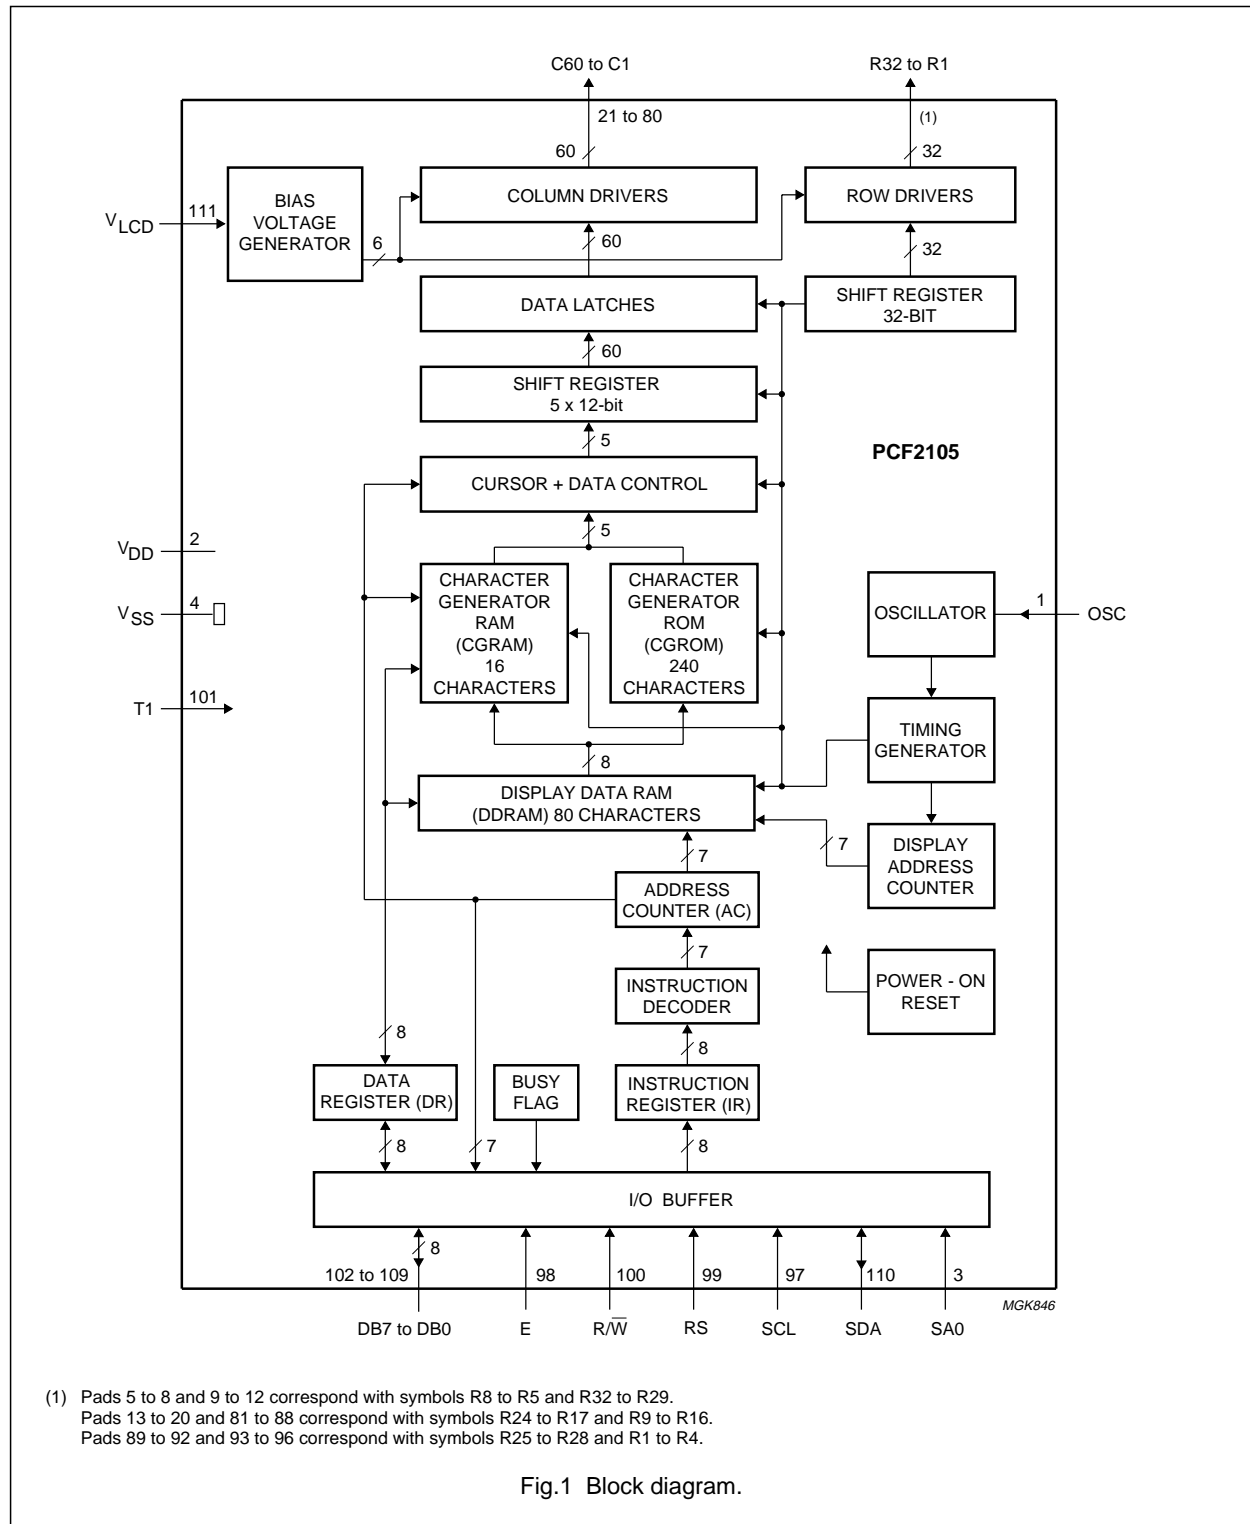 C60 to C1
R32 to R1
21 to 80
(1)
60
32
BIAS
VOLTAGE
GENERATOR
COLUMN DRIVERS
ROW DRIVERS
VLCD
111
6
60
32
DATA LATCHES
SHIFT REGISTER
32-BIT
60
SHIFT REGISTER
5 x 12-bit
5
PCF2105
CURSOR + DATA CONTROL
5
VDD
2
VSS
4
CHARACTER
GENERATOR
RAM
(CGRAM)
16
CHARACTERS
CHARACTER
GENERATOR
ROM
(CGROM)
240
CHARACTERS
OSCILLATOR
1
OSC
T1
101
TIMING
GENERATOR
8
DISPLAY DATA RAM
(DDRAM) 80 CHARACTERS
7
DISPLAY
ADDRESS
COUNTER
7
ADDRESS
COUNTER (AC)
7
INSTRUCTION
DECODER
POWER - ON
RESET
8
8
DATA
REGISTER (DR)
BUSY
FLAG
INSTRUCTION
REGISTER (IR)
8
7
8
I/O BUFFER
8
102 to 109
98
100
99
97
110
3
MGK846
DB7 to DB0
E
R/W̅
RS
SCL
SDA
SA0
(1) Pads 5 to 8 and 9 to 12 correspond with symbols R8 to R5 and R32 to R29.
Pads 13 to 20 and 81 to 88 correspond with symbols R24 to R17 and R9 to R16.
Pads 89 to 92 and 93 to 96 correspond with symbols R25 to R28 and R1 to R4.
Fig.1 Block diagram.